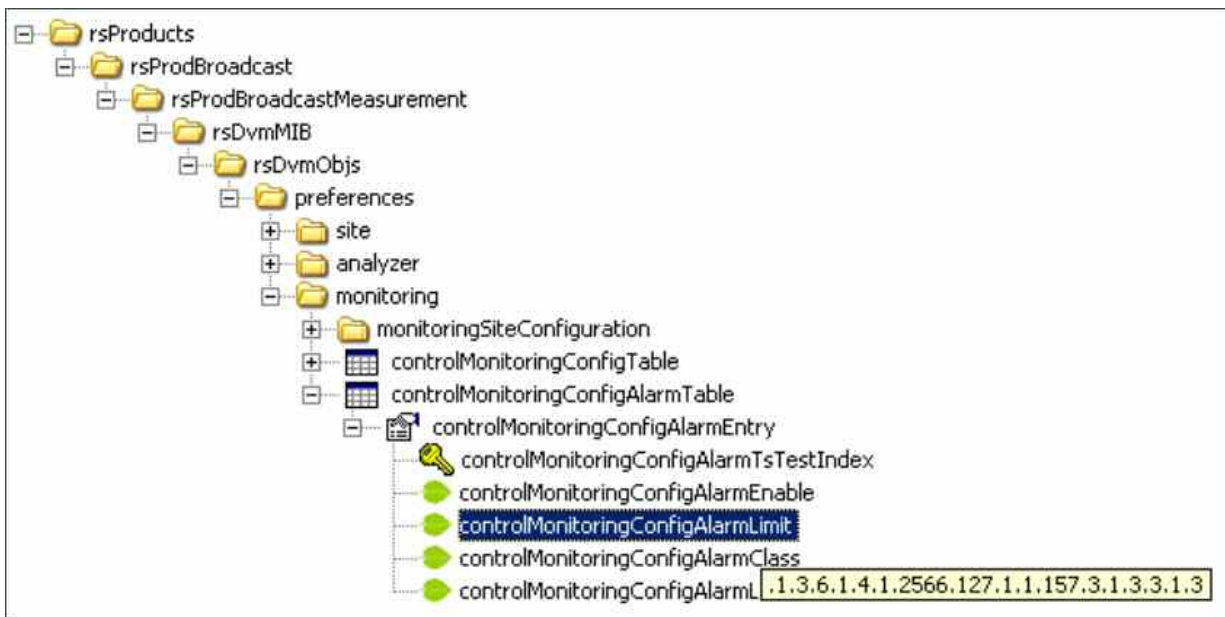 rsProducts
rsProdBroadcast
rsProdBroadcastMeasurement
rsDvmMIB
rsDvmObjs
preferences
site
analyzer
monitoring
monitoringSiteConfiguration
controlMonitoringConfigTable
controlMonitoringConfigAlarmTable
controlMonitoringConfigAlarmEntry
controlMonitoringConfigAlarmTsTestIndex
controlMonitoringConfigAlarmEnable
controlMonitoringConfigAlarmLimit
controlMonitoringConfigAlarmClass
controlMonitoringConfigAlarmL .1.3.6.1.4.1.2566.127.1.1.157.3.1.3.3.1.3